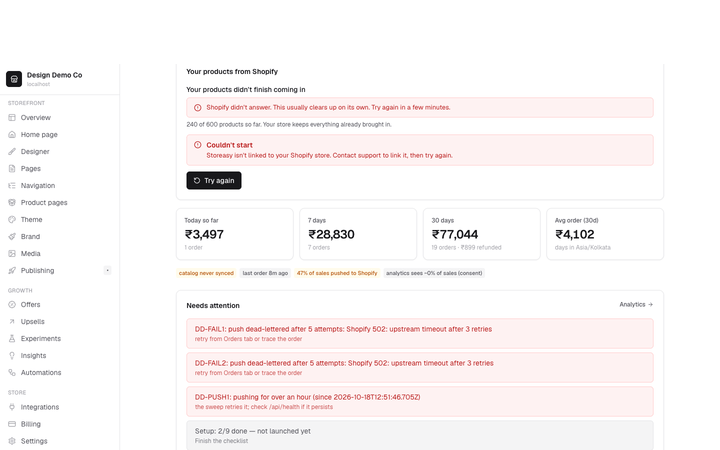 Design Demo Co
localhost
STOREFRONT
Overview
Home page
Designer
Pages
Navigation
Product pages
Theme
Brand
Media
Publishing
GROWTH
Offers
Upsells
Experiments
Insights
Automations
STORE
Integrations
Billing
Settings
Your products from Shopify
Your products didn't finish coming in
Shopify didn't answer. This usually clears up on its own. Try again in a few minutes.
240 of 600 products so far. Your store keeps everything already brought in.
Couldn't start
Storeasy isn't linked to your Shopify store. Contact support to link it, then try again.
Try again
Today so far
₹3,497
1 order
7 days
₹28,830
7 orders
30 days
₹77,044
19 orders · ₹899 refunded
Avg order (30d)
₹4,102
days in Asia/Kolkata
catalog never synced
last order 8m ago
47% of sales pushed to Shopify
analytics sees ~0% of sales (consent)
Needs attention
Analytics →
DD-FAIL1: push dead-lettered after 5 attempts: Shopify 502: upstream timeout after 3 retries
retry from Orders tab or trace the order
DD-FAIL2: push dead-lettered after 5 attempts: Shopify 502: upstream timeout after 3 retries
retry from Orders tab or trace the order
DD-PUSH1: pushing for over an hour (since 2026-10-18T12:51:46.705Z)
the sweep retries it; check /api/health if it persists
Setup: 2/9 done — not launched yet
Finish the checklist